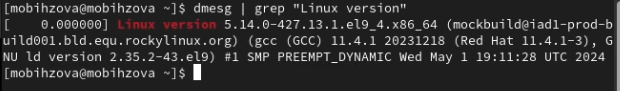 [mobihzova@mobihzova ~]$ dmesg | grep "Linux version"
[    0.000000] Linux version 5.14.0-427.13.1.el9_4.x86_64 (mockbuild@iad1-prod-b
uild001.bld.equ.rockylinux.org) (gcc (GCC) 11.4.1 20231218 (Red Hat 11.4.1-3), G
NU ld version 2.35.2-43.el9) #1 SMP PREEMPT_DYNAMIC Wed May 1 19:11:28 UTC 2024
[mobihzova@mobihzova ~]$